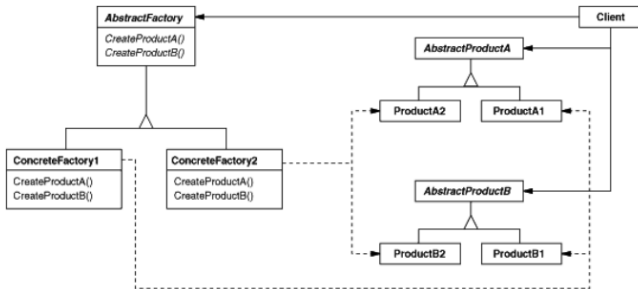 AbstractFactory
CreateProductA()
CreateProductB()
Client
AbstractProductA
ProductA2
ProductA1
ConcreteFactory1
CreateProductA()
CreateProductB()
ConcreteFactory2
CreateProductA()
CreateProductB()
AbstractProductB
ProductB2
ProductB1